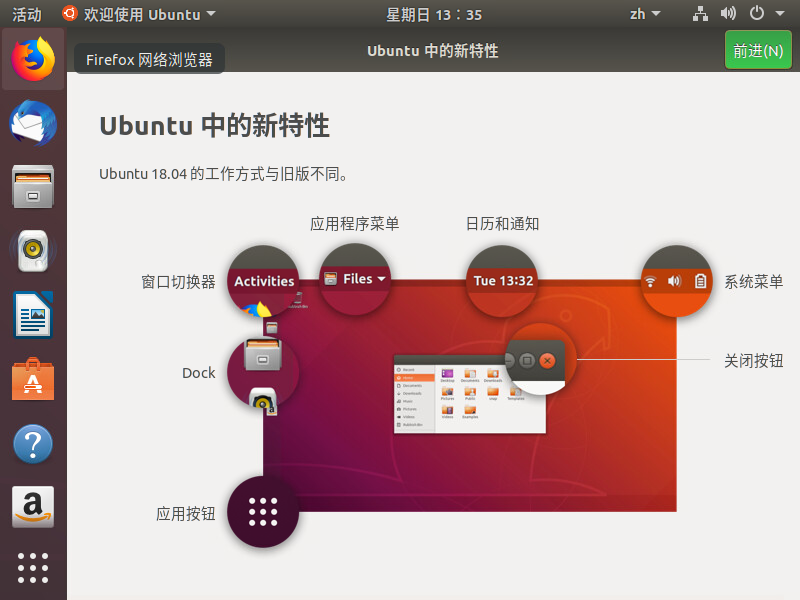 活动
欢迎使用 Ubuntu
星期日 13：35
zh
Firefox 网络浏览器
Ubuntu 中的新特性
前进(N)
Ubuntu 中的新特性
Ubuntu 18.04 的工作方式与旧版不同。
应用程序菜单
日历和通知
窗口切换器
Activities
Files
Tue 13:32
系统菜单
关闭按钮
Dock
应用按钮